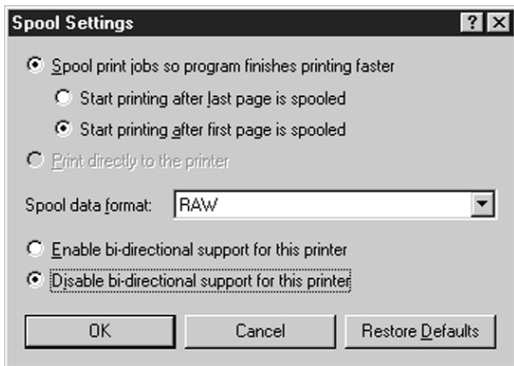 Spool Settings
Spool print jobs so program finishes printing faster
Start printing after last page is spooled
Start printing after first page is spooled
Print directly to the printer
Spool data format: RAW
Enable bi-directional support for this printer
Disable bi-directional support for this printer
OK Cancel Restore Defaults